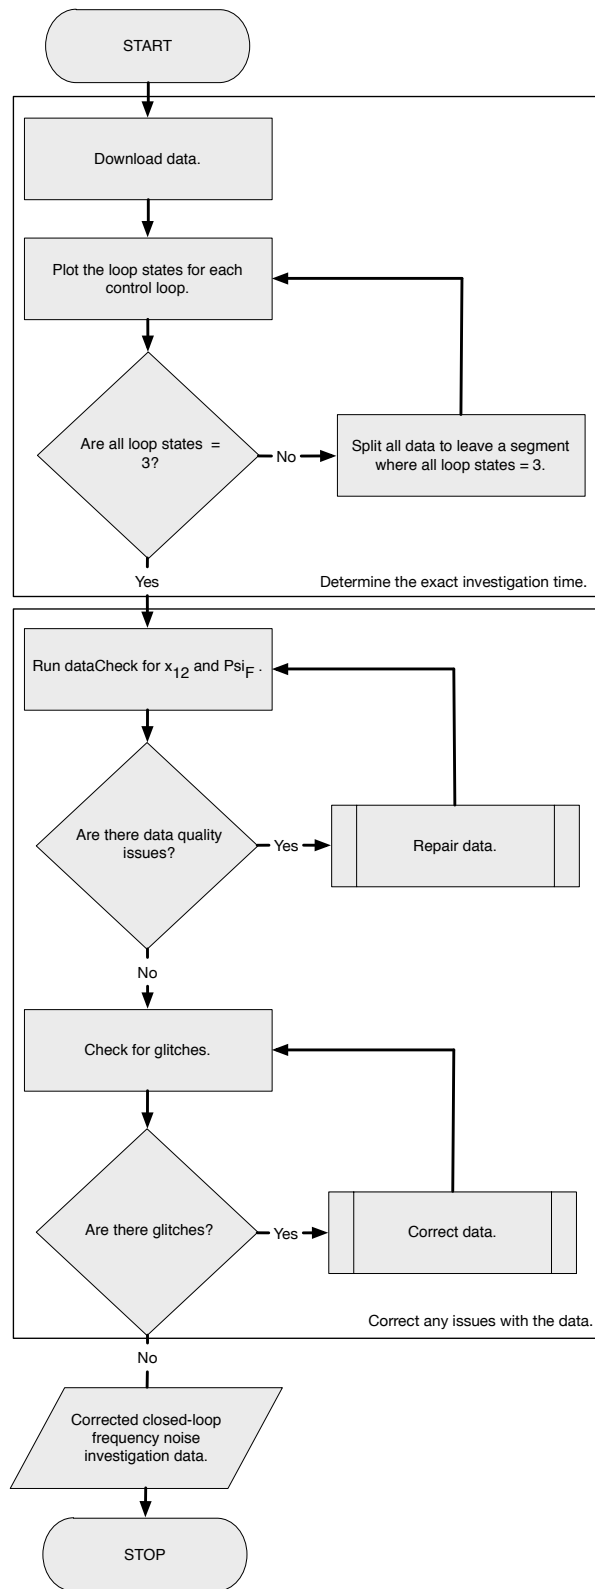 START
Download data.
Plot the loop states for each
control loop.
Are all loop states  =
3?
No
Split all data to leave a segment
where all loop states = 3.
Yes
Determine the exact investigation time.
Run dataCheck for x12 and PsiF .
Are there data quality
issues?
Yes
Repair data.
No
Check for glitches.
Are there glitches?
Yes
Correct data.
Correct any issues with the data.
No
Corrected closed-loop
frequency noise
investigation data.
STOP